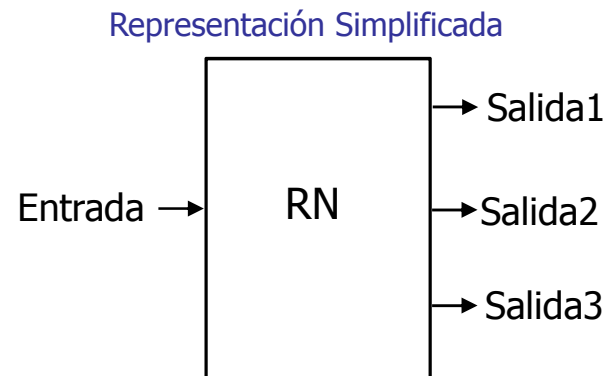 Representación Simplificada
Salida1
Entrada
RN
Salida2
Salida3